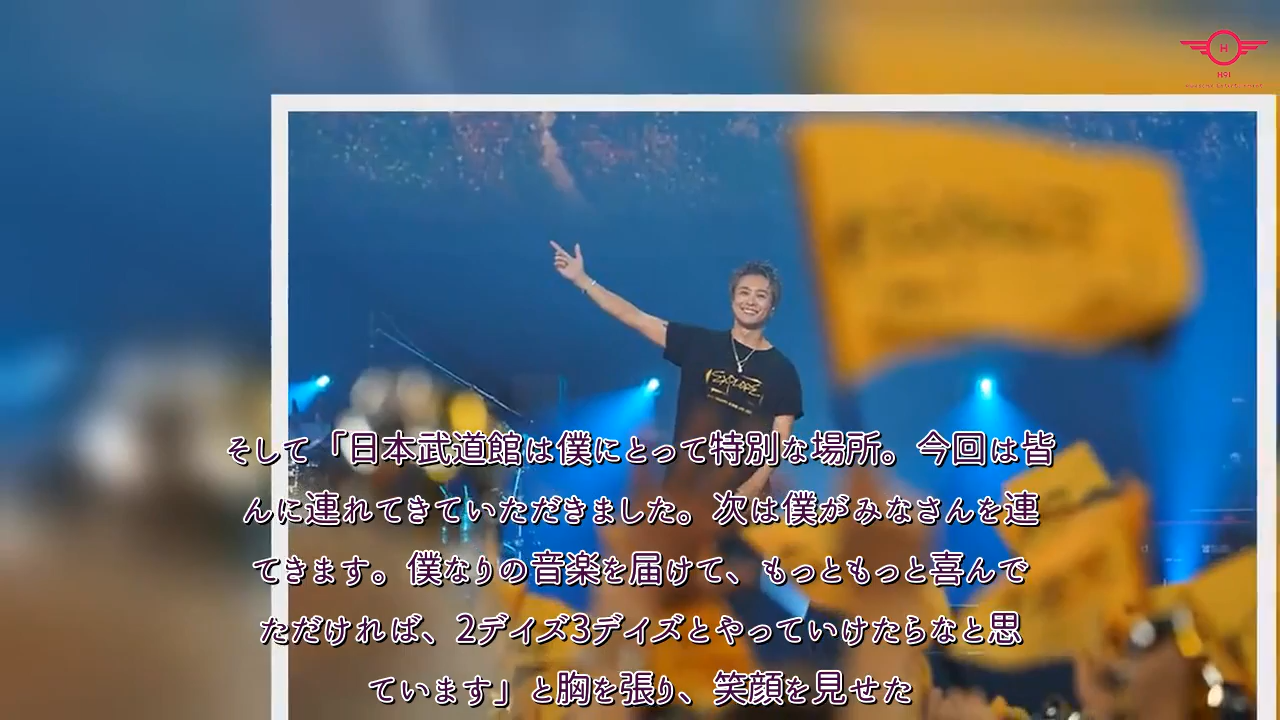 H
H91
そして「日本武道館は僕にとって特別な場所。今回は皆
んに連れてきていただきました。次は僕がみなさんを連
てきます。僕なりの音楽を届けて、もっともっと喜んで
ただければ、2デイズ3デイズとやっていけたらなと思
ています」と胸を張り、笑顔を見せた
EXPLORE